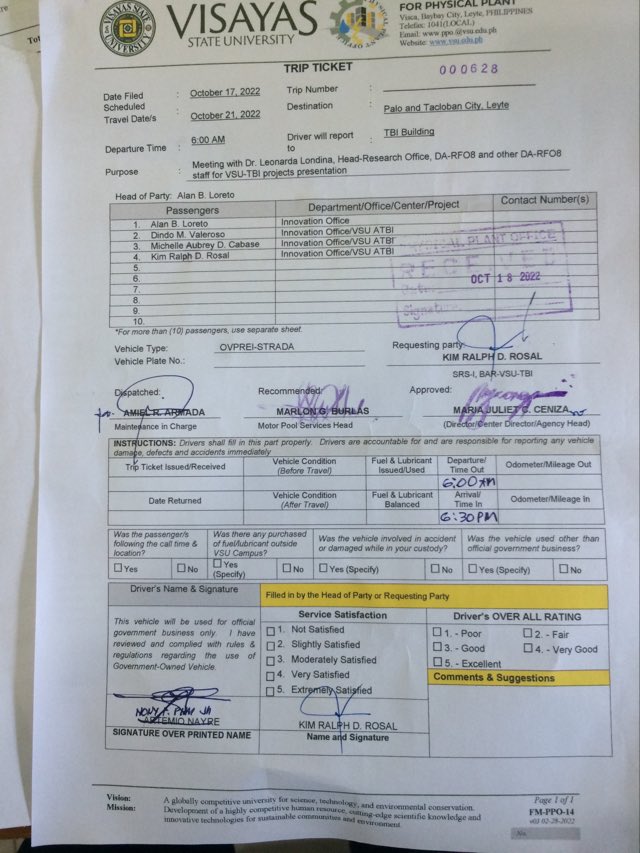 VISAYAS
STATE UNIVERSITY
VISAYAS STATE UNIVERSITY
FOR PHYSICAL PLANT
Visca, Baybay City, Leyte, PHILIPPINES
Telefax: 1041(LOCAL)
Email: www ppo @vsu.edu.ph
Website: www.vsu.edu.ph
TRIP TICKET
000628
Date Filed : October 17, 2022 Trip Number :
Scheduled Travel Date/s : October 21, 2022 Destination : Palo and Tacloban City, Leyte
Departure Time : 6:00 AM Driver will report to : TBI Building
Purpose : Meeting with Dr. Leonarda Londina, Head-Research Office, DA-RFO8 and other DA-RFO8
staff for VSU-TBI projects presentation
Head of Party: Alan B. Loreto
Passengers Department/Office/Center/Project Contact Number(s)
1. Alan B. Loreto Innovation Office
2. Dindo M. Valeroso Innovation Office/VSU ATBI
3. Michelle Aubrey D. Cabase Innovation Office/VSU ATBI
4. Kim Ralph D. Rosal Innovation Office/VSU ATBI
5.
6.
7.
8.
9.
10.
PHYSICAL PLANT OFFICE
RECEIVED
OCT 18 2022
Signature
*For more than (10) passengers, use separate sheet.
Vehicle Type: OVPREI-STRADA Requesting party:
Vehicle Plate No.: KIM RALPH D. ROSAL
SRS-I, BAR-VSU-TBI
Dispatched: Recommended: Approved:
AMIEL R. ARMADA MARLON G. BURLAS MARIA JULIET C. CENIZA
Maintenance in Charge Motor Pool Services Head (Director/Center Director/Agency Head)
INSTRUCTIONS: Drivers shall fill in this part properly. Drivers are accountable for and are responsible for reporting any vehicle
damage, defects and accidents immediately
Trip Ticket Issued/Received Vehicle Condition (Before Travel) Fuel & Lubricant Issued/Used Departure/ Time Out Odometer/Mileage Out
6:00 AM
Date Returned Vehicle Condition (After Travel) Fuel & Lubricant Balanced Arrival/ Time In Odometer/Mileage In
6:30 PM
Was the passenger/s following the call time & location?
Yes No
Was there any purchased of fuel/lubricant outside VSU Campus?
Yes (Specify) No
Was the vehicle involved in accident or damaged while in your custody?
Yes (Specify) No
Was the vehicle used other than official government business?
Yes (Specify) No
Driver's Name & Signature
This vehicle will be used for official
government business only. I have
reviewed and complied with rules &
regulations regarding the use of
Government-Owned Vehicle.
ARTEMIO NAYRE
SIGNATURE OVER PRINTED NAME
Filled in by the Head of Party or Requesting Party
Service Satisfaction
1. Not Satisfied
2. Slightly Satisfied
3. Moderately Satisfied
4. Very Satisfied
5. Extremely Satisfied
KIM RALPH D. ROSAL
Name and Signature
Driver's OVER ALL RATING
1. - Poor 2. - Fair
3. - Good 4. - Very Good
5. - Excellent
Comments & Suggestions
Vision: A globally competitive university for science, technology, and environmental conservation.
Mission: Development of a highly competitive human resource, cutting-edge scientific knowledge and
innovative technologies for sustainable communities and environment.
Page 1 of 1
FM-PPO-14
v03 02-28-2022
No.